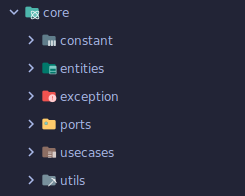 core
constant
entities
exception
ports
usecases
utils